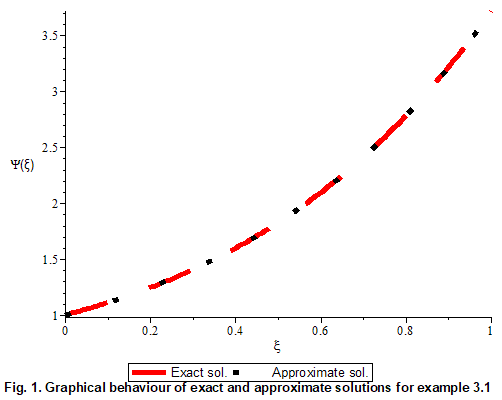 3.5
3
2.5
Ψ(ξ)
2
1.5
1
0 0.2 0.4 0.6 0.8 1
ξ
Exact sol. Approximate sol.
Fig. 1. Graphical behaviour of exact and approximate solutions for example 3.1